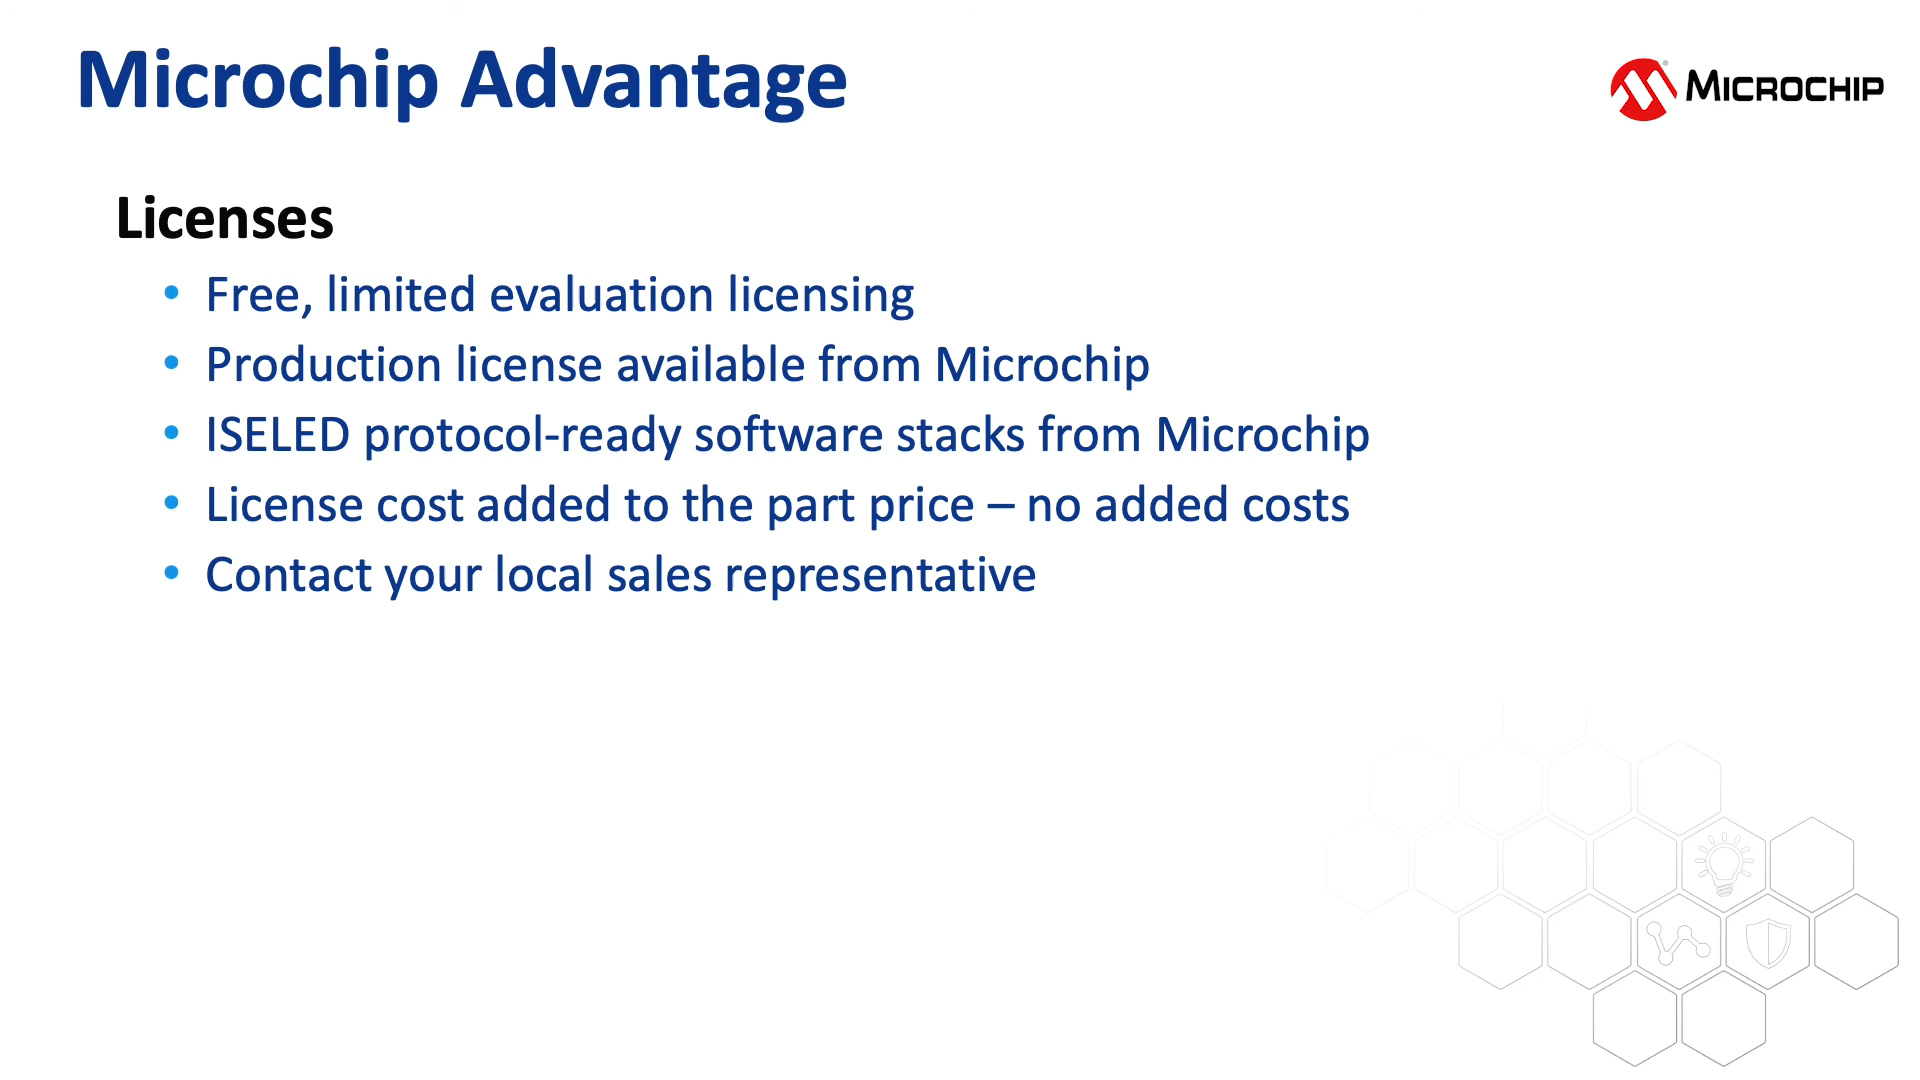 Microchip Advantage
MICROCHIP
Licenses
• Free, limited evaluation licensing
• Production license available from Microchip
• ISELED protocol-ready software stacks from Microchip
• License cost added to the part price – no added costs
• Contact your local sales representative